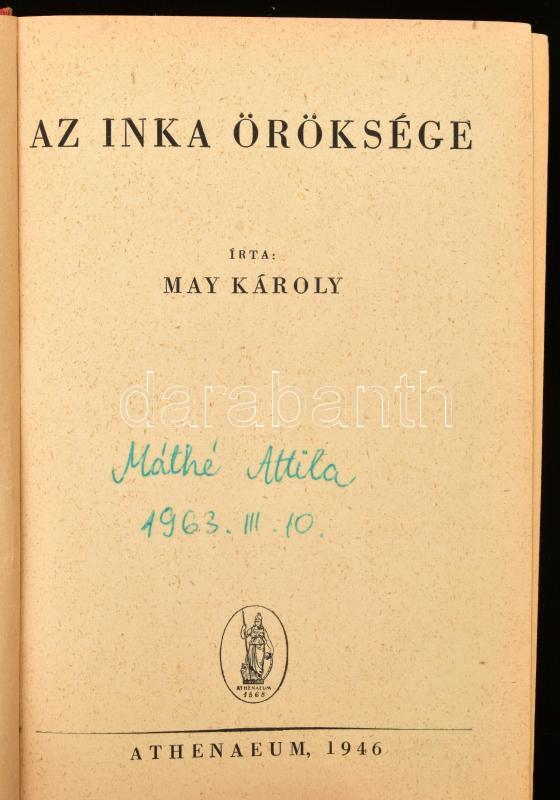 AZ INKA ÖRÖKSÉGE
ÍRTA:
MAY KÁROLY
darabanth
Máthé Attila
1963. III. 10.
ATHENAEUM
1868
ATHENAEUM, 1946